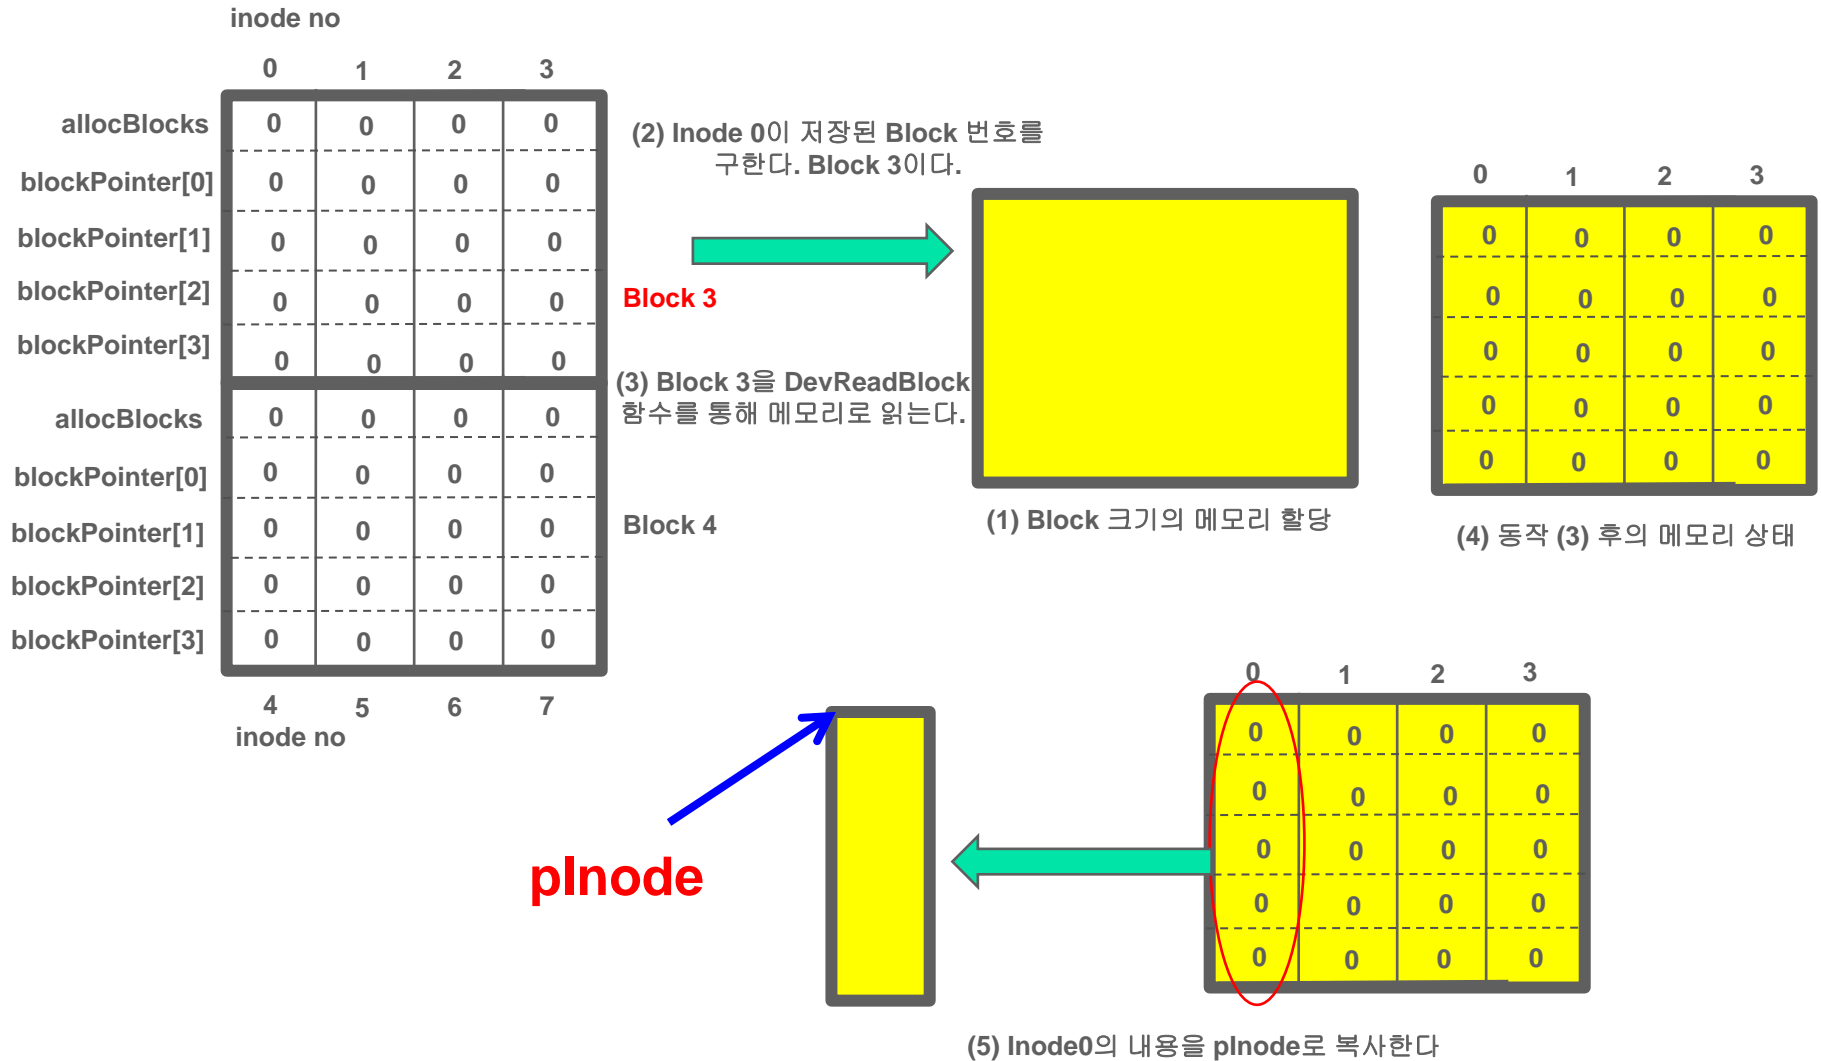 inode no
0 1 2 3
allocBlocks 0 0 0 0
blockPointer[0] 0 0 0 0
blockPointer[1] 0 0 0 0
blockPointer[2] 0 0 0 0
blockPointer[3] 0 0 0 0
allocBlocks 0 0 0 0
blockPointer[0] 0 0 0 0
blockPointer[1] 0 0 0 0
blockPointer[2] 0 0 0 0
blockPointer[3] 0 0 0 0
4 5 6 7
inode no
(2) Inode 0이 저장된 Block 번호를
구한다. Block 3이다.
Block 3
(3) Block 3을 DevReadBlock
함수를 통해 메모리로 읽는다.
Block 4
(1) Block 크기의 메모리 할당
0 1 2 3
0 0 0 0
0 0 0 0
0 0 0 0
0 0 0 0
0 0 0 0
(4) 동작 (3) 후의 메모리 상태
pInode
0 1 2 3
0 0 0 0
0 0 0 0
0 0 0 0
0 0 0 0
0 0 0 0
(5) Inode0의 내용을 pInode로 복사한다